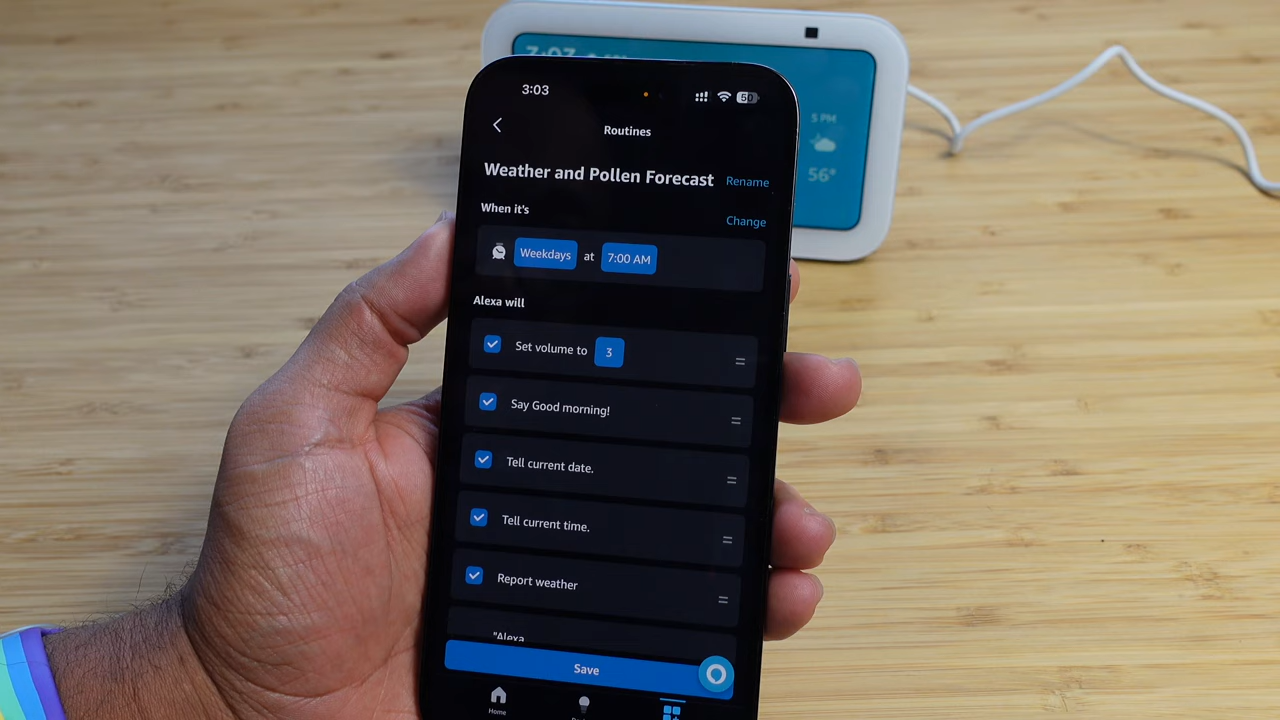 3:03
50
Routines
Weather and Pollen Forecast
Rename
When it's
Change
Weekdays at 7:00 AM
Alexa will
Set volume to 3
Say Good morning!
Tell current date.
Tell current time.
Report weather
"Alexa
Save
Home
5 PM
56°